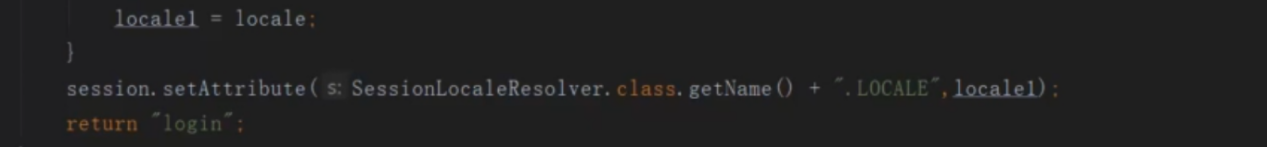 locale1 = locale;
}
session.setAttribute( s: SessionLocaleResolver.class.getName() + ".LOCALE",locale1);
return "login";